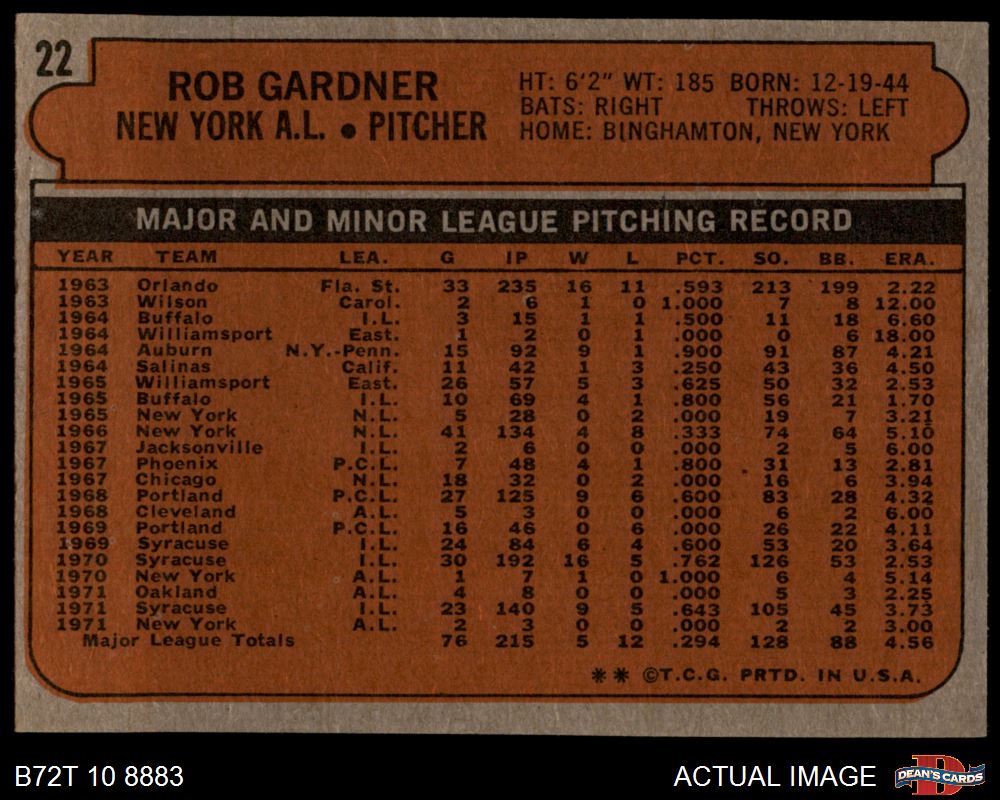 22
ROB GARDNER
NEW YORK A.L. ● PITCHER
HT: 6'2" WT: 185 BORN: 12-19-44
BATS: RIGHT THROWS: LEFT
HOME: BINGHAMTON, NEW YORK
MAJOR AND MINOR LEAGUE PITCHING RECORD
YEAR TEAM LEA. G IP W L PCT. SO. BB. ERA.
1963 Orlando Fla. St. 33 235 16 11 .593 213 199 2.22
1963 Wilson Carol. 2 6 1 0 1.000 7 8 12.00
1964 Buffalo I.L. 3 15 1 1 .500 11 18 6.60
1964 Williamsport East. 1 2 0 1 .000 0 6 18.00
1964 Auburn N.Y.-Penn. 15 92 9 1 .900 91 87 4.21
1964 Salinas Calif. 11 42 1 3 .250 43 36 4.50
1965 Williamsport East. 26 57 5 3 .625 50 32 2.53
1965 Buffalo I.L. 10 69 4 1 .800 56 21 1.70
1965 New York N.L. 5 28 0 2 .000 19 7 3.21
1966 New York N.L. 41 134 4 8 .333 74 64 5.10
1967 Jacksonville I.L. 2 6 0 0 .000 2 5 6.00
1967 Phoenix P.C.L. 7 48 4 1 .800 31 13 2.81
1967 Chicago N.L. 18 32 0 2 .000 16 6 3.94
1968 Portland P.C.L. 27 125 9 6 .600 83 28 4.32
1968 Cleveland A.L. 5 3 0 0 .000 6 2 6.00
1969 Portland P.C.L. 16 46 0 6 .000 26 22 4.11
1969 Syracuse I.L. 24 84 6 4 .600 53 20 3.64
1970 Syracuse I.L. 30 192 16 5 .762 126 53 2.53
1970 New York A.L. 1 7 1 0 1.000 6 4 5.14
1971 Oakland A.L. 4 8 0 0 .000 5 3 2.25
1971 Syracuse I.L. 23 140 9 5 .643 105 45 3.73
1971 New York A.L. 2 3 0 0 .000 2 2 3.00
Major League Totals 76 215 5 12 .294 128 88 4.56
** ©T.C.G. PRTD. IN U.S.A.
B72T 10 8883
ACTUAL IMAGE
D
DEAN'S CARDS